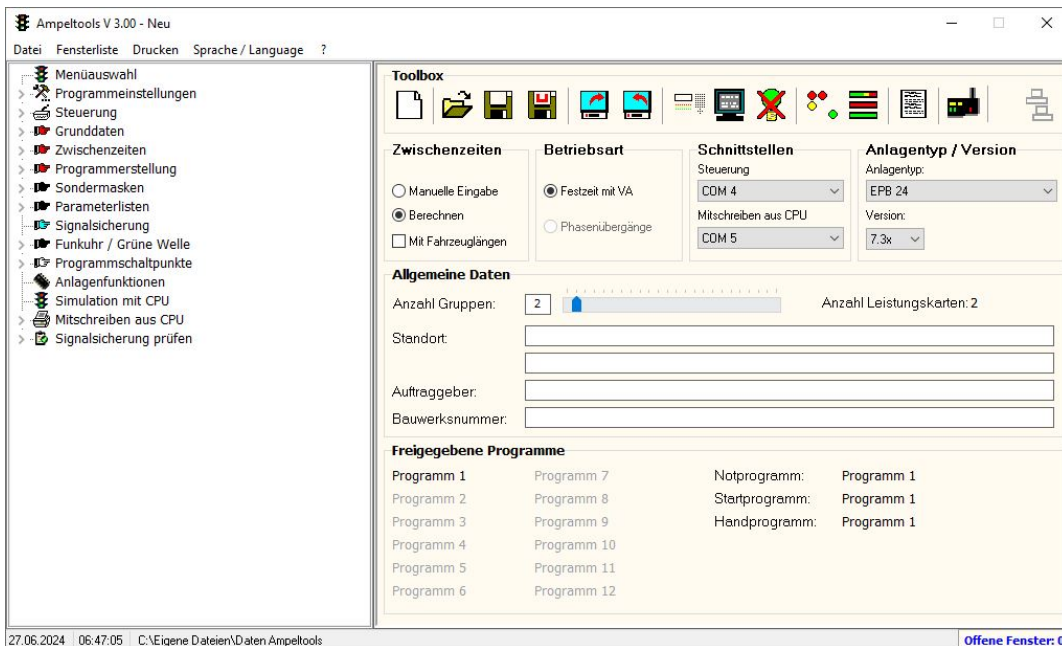 Ampeltools V 3.00 - Neu
Datei Fensterliste Drucken Sprache / Language ?
Menüauswahl
Programmeinstellungen
Steuerung
Grunddaten
Zwischenzeiten
Programmerstellung
Sondermasken
Parameterlisten
Signalsicherung
Funkuhr / Grüne Welle
Programmschaltpunkte
Anlagenfunktionen
Simulation mit CPU
Mitschreiben aus CPU
Signalsicherung prüfen
Toolbox
Zwischenzeiten
Manuelle Eingabe
Berechnen
Mit Fahrzeuglängen
Betriebsart
Festzeit mit VA
Phasenübergänge
Schnittstellen
Steuerung
COM 4
Mitschreiben aus CPU
COM 5
Anlagentyp / Version
Anlagentyp:
EPB 24
Version:
7.3x
Allgemeine Daten
Anzahl Gruppen: 2 Anzahl Leistungskarten: 2
Standort:
Auftraggeber:
Bauwerksnummer:
Freigegebene Programme
Programm 1 Programm 7 Notprogramm: Programm 1
Programm 2 Programm 8 Startprogramm: Programm 1
Programm 3 Programm 9 Handprogramm: Programm 1
Programm 4 Programm 10
Programm 5 Programm 11
Programm 6 Programm 12
27.06.2024 06:47:05 C:\Eigene Dateien\Daten Ampeltools Offene Fenster: 0